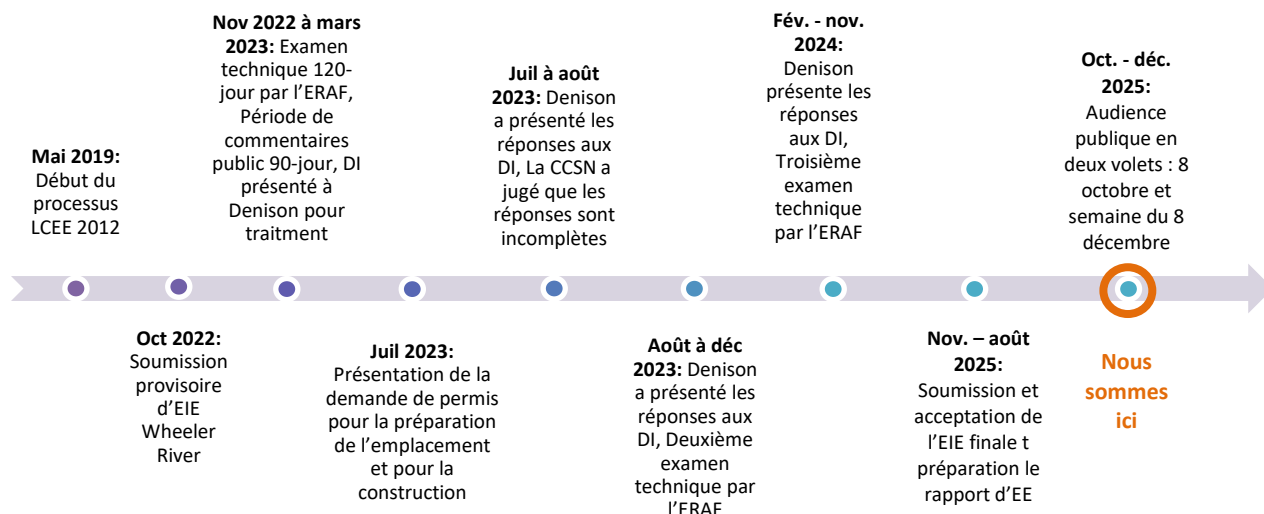 Mai 2019:
Début du
processus
LCEE 2012
Oct 2022:
Soumission
provisoire
d'EIE
Wheeler
River
Nov 2022 à mars
2023: Examen
technique 120-
jour par l'ERAF,
Période de
commentaires
public 90-jour, DI
présenté à
Denison pour
traitement
Juil 2023:
Présentation de la
demande de permis
pour la préparation
de l'emplacement
et pour la
construction
Juil à août
2023: Denison
a présenté les
réponses aux
DI, La CCSN a
jugé que les
réponses sont
incomplètes
Août à déc
2023: Denison
a présenté les
réponses aux
DI, Deuxième
examen
technique par
l'ERAF
Fév. - nov.
2024:
Denison
présente les
réponses
aux DI,
Troisième
examen
technique
par l'ERAF
Nov. – août
2025:
Soumission et
acceptation de
l'EIE finale t
préparation le
rapport d'EE
Oct. - déc.
2025:
Audience
publique en
deux volets : 8
octobre et
semaine du 8
décembre
Nous
sommes
ici